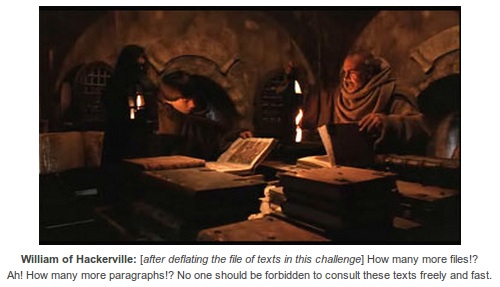 William of Hackerville: [after deflating the file of texts in this challenge] How many more files!?
Ah! How many more paragraphs!? No one should be forbidden to consult these texts freely and fast.